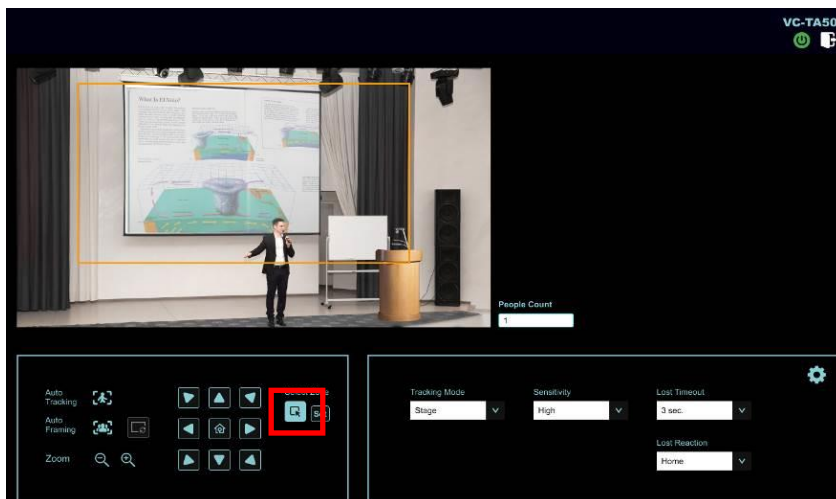 VC-TA50
What Is El Niño?
People Count
1
Auto
Tracking
Auto
Framing
Zoom
Tracking Mode
Stage
Sensitivity
High
Lost Timeout
3 sec.
Lost Reaction
Home